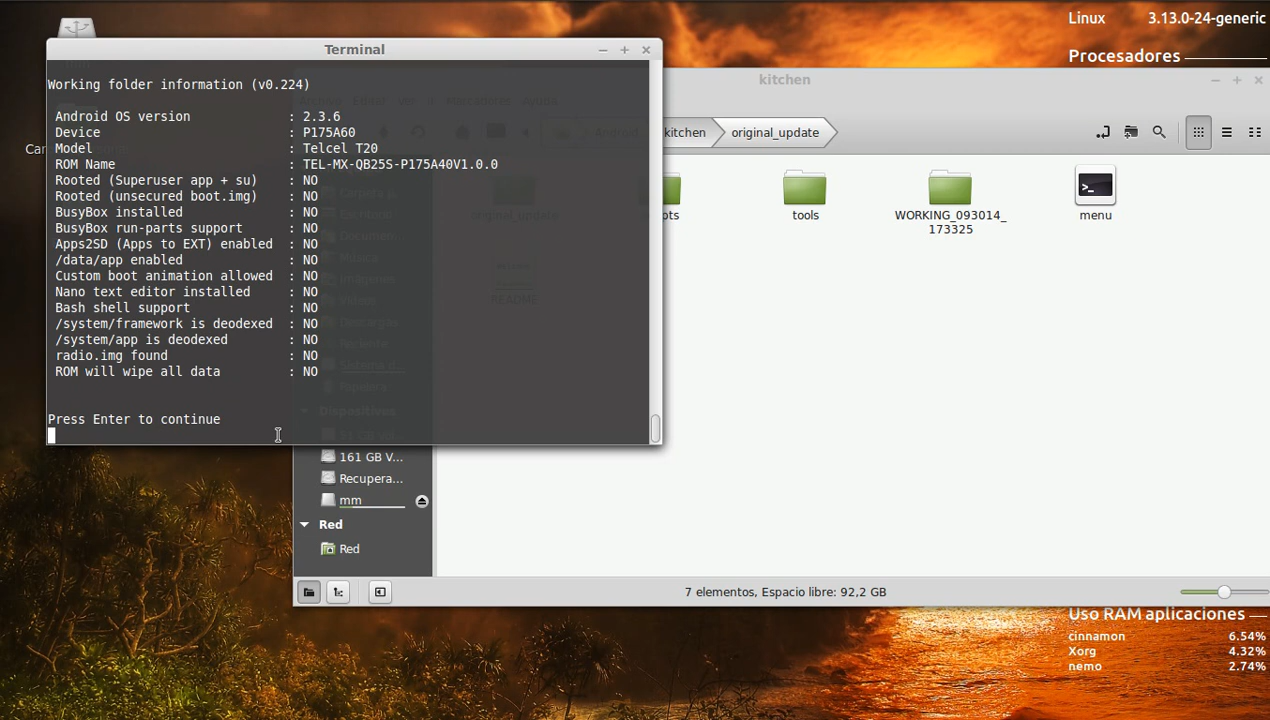 Linux 3.13.0-24-generic
Procesadores
Terminal
Working folder information (v0.224)
Android OS version : 2.3.6
Device : P175A60
Model : Telcel T20
ROM Name : TEL-MX-QB25S-P175A40V1.0.0
Rooted (Superuser app + su) : NO
Rooted (unsecured boot.img) : NO
BusyBox installed : NO
BusyBox run-parts support : NO
Apps2SD (Apps to EXT) enabled : NO
/data/app enabled : NO
Custom boot animation allowed : NO
Nano text editor installed : NO
Bash shell support : NO
/system/framework is deodexed : NO
/system/app is deodexed : NO
radio.img found : NO
ROM will wipe all data : NO
Press Enter to continue
kitchen
Android
kitchen
original_update
original_update
pts
tools
WORKING_093014_
173325
menu
README
Dispositivos
161 GB V...
Recupera...
mm
Red
Red
7 elementos, Espacio libre: 92,2 GB
Uso RAM aplicaciones
cinnamon 6.54%
Xorg 4.32%
nemo 2.74%